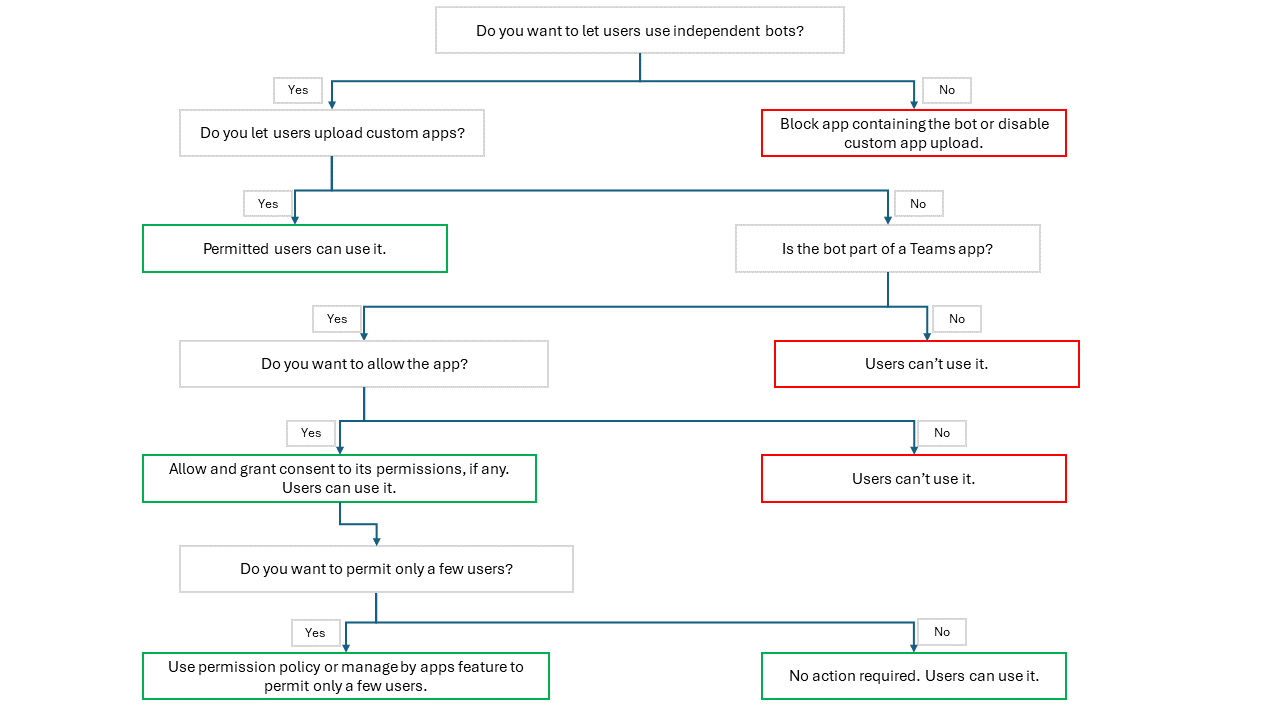 Do you want to let users use independent bots?
Yes
No
Do you let users upload custom apps?
Block app containing the bot or disable
custom app upload.
Yes
No
Permitted users can use it.
Is the bot part of a Teams app?
Yes
No
Do you want to allow the app?
Users can’t use it.
Yes
No
Allow and grant consent to its permissions, if any.
Users can use it.
Users can’t use it.
Do you want to permit only a few users?
Yes
No
Use permission policy or manage by apps feature to
permit only a few users.
No action required. Users can use it.